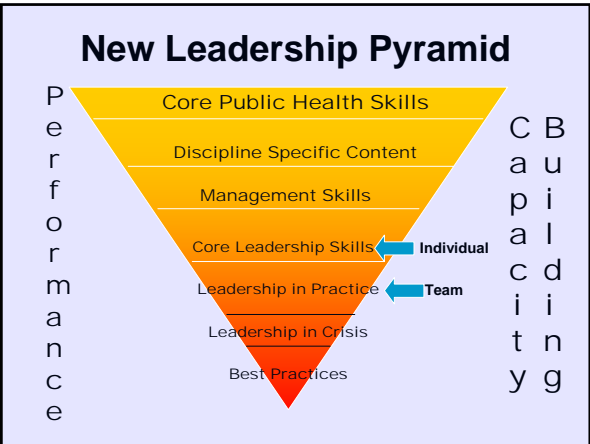 New Leadership Pyramid
Performance
Core Public Health Skills
Discipline Specific Content
Management Skills
Core Leadership Skills
Individual
Leadership in Practice
Team
Leadership in Crisis
Best Practices
Capacity
Building